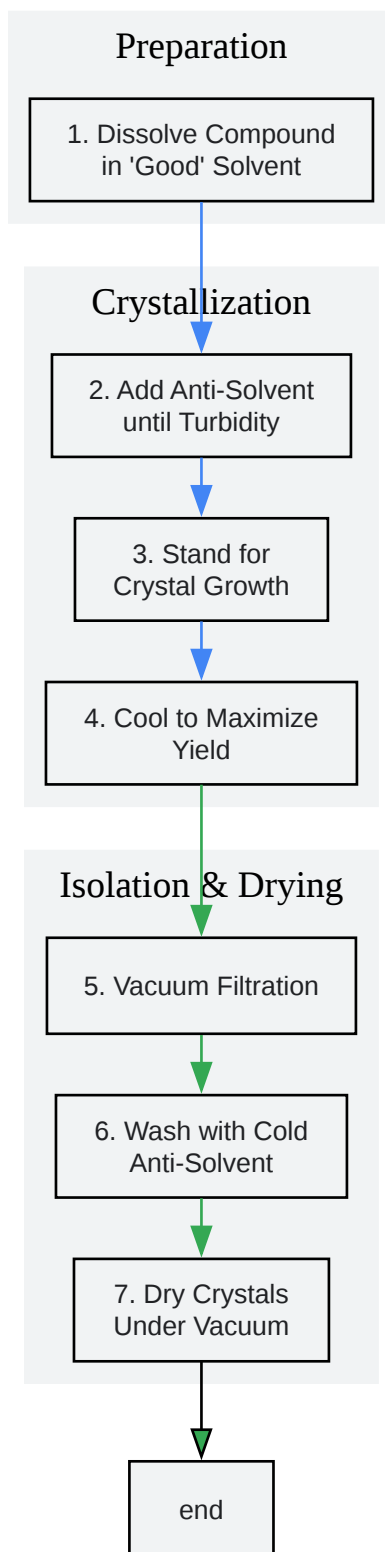 Preparation
1. Dissolve Compound
in 'Good' Solvent
Crystallization
2. Add Anti-Solvent
until Turbidity
3. Stand for
Crystal Growth
4. Cool to Maximize
Yield
Isolation & Drying
5. Vacuum Filtration
6. Wash with Cold
Anti-Solvent
7. Dry Crystals
Under Vacuum
end